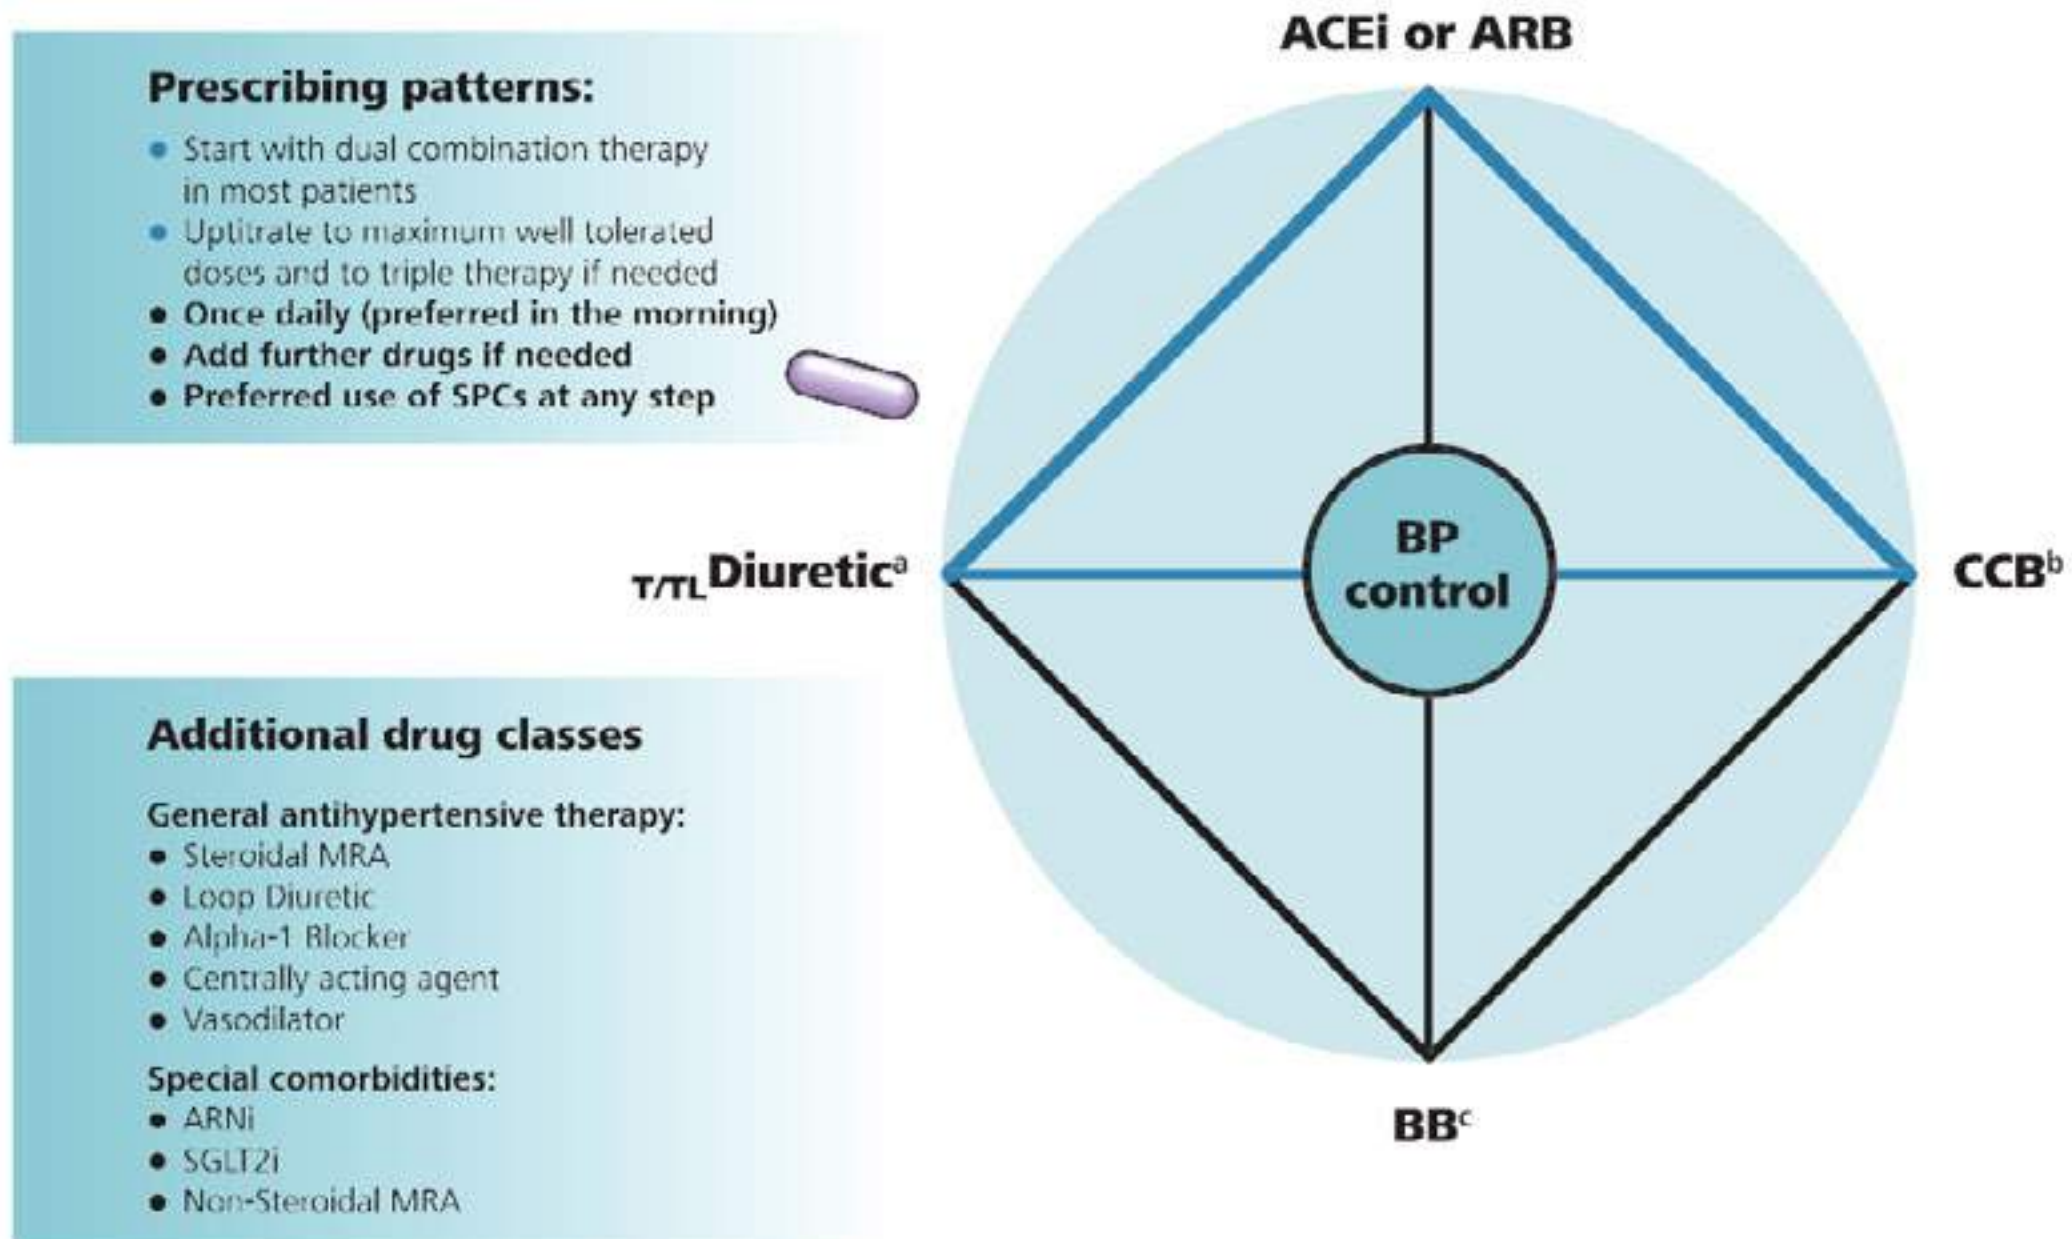 Prescribing patterns:
• Start with dual combination therapy
in most patients
• Uptitrate to maximum well tolerated
doses and to triple therapy if needed
• Once daily (preferred in the morning)
• Add further drugs if needed
• Preferred use of SPCs at any step
ACEi or ARB
T/TL Diureticᵃ
BP
control
CCBᵇ
BBᶜ
Additional drug classes
General antihypertensive therapy:
• Steroidal MRA
• Loop Diuretic
• Alpha-1 Blocker
• Centrally acting agent
• Vasodilator
Special comorbidities:
• ARNi
• SGLT2i
• Non-Steroidal MRA